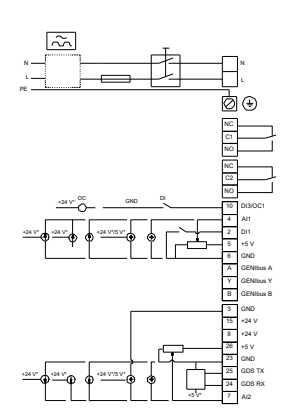 N
N
L
L
PE
NC
C1
NO
NC
C2
NO
+24 V* OC GND DI 10 DI3/OC1
4 AI1
2 DI1
+24 V* +24 V* +24 V*/5 V* 5 +5 V
6 GND
A GENIbus A
Y GENIbus Y
B GENIbus B
3 GND
15 +24 V
8 +24 V
26 +5 V
23 GND
+24 V* +24 V* +24 V*/5 V* 25 GDS TX
24 GDS RX
+5 V* 7 AI2